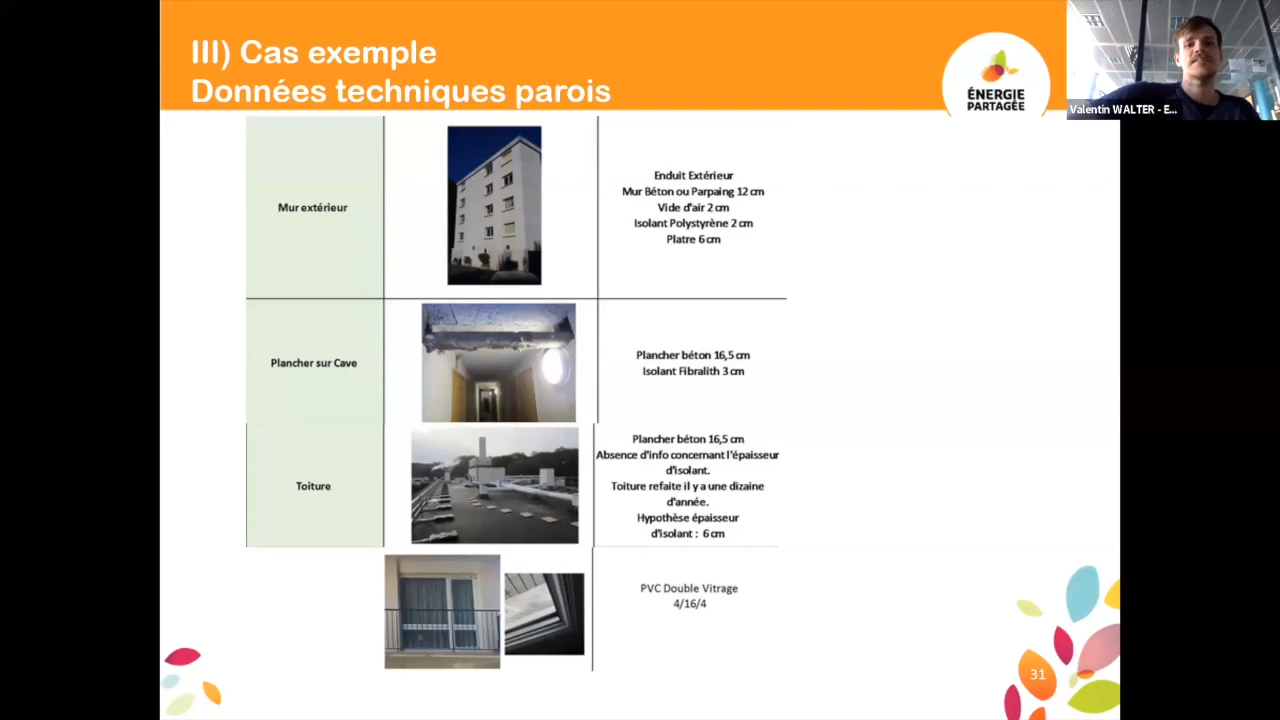 III) Cas exemple
Données techniques parois
ÉNERGIE
PARTAGÉE
Valentin WALTER - E...
Mur extérieur
Enduit Extérieur
Mur Béton ou Parpaing 12 cm
Vide d'air 2 cm
Isolant Polystyrène 2 cm
Platre 6 cm
Plancher sur Cave
Plancher béton 16,5 cm
Isolant Fibralith 3 cm
Toiture
Plancher béton 16,5 cm
Absence d'info concernant l'épaisseur
d'isolant.
Toiture refaite il y a une dizaine
d'année.
Hypothèse épaisseur
d'isolant : 6 cm
PVC Double Vitrage
4/16/4
31